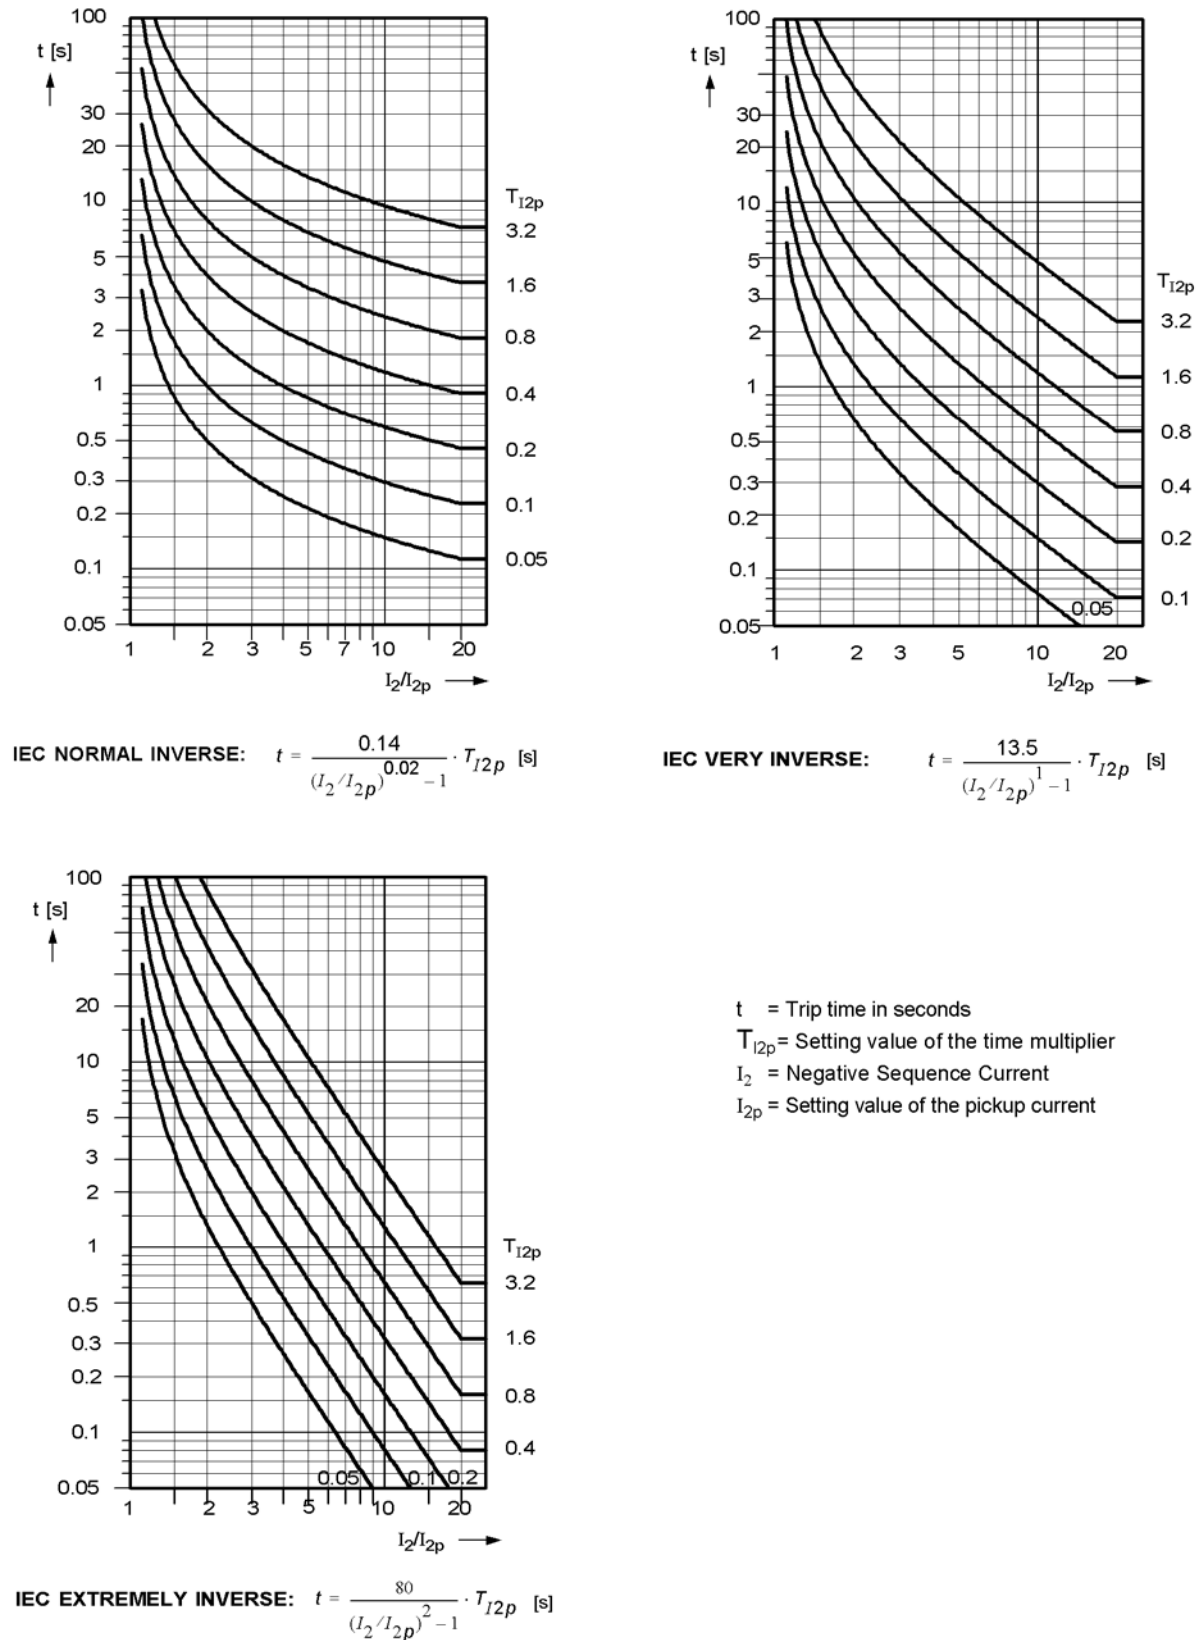 100
t [s]
30
20
10
5
3
2
1
0.5
0.3
0.2
0.1
0.05
1 2 3 5 7 10 20
I2/I2p
TI2p
3.2
1.6
0.8
0.4
0.2
0.1
0.05
IEC NORMAL INVERSE: t = 0.14 / (I2/I2p)^0.02 -1 · TI2p [s]
100
t [s]
30
20
10
5
3
2
1
0.5
0.3
0.2
0.1
0.05
1 2 3 5 10 20
I2/I2p
TI2p
3.2
1.6
0.8
0.4
0.2
0.1
0.05
IEC VERY INVERSE: t = 13.5 / (I2/I2p)^1 -1 · TI2p [s]
100
t [s]
20
10
5
3
2
1
0.5
0.3
0.2
0.1
0.05
1 2 3 5 10 20
I2/I2p
TI2p
3.2
1.6
0.8
0.4
0.05 0.1 0.2
IEC EXTREMELY INVERSE: t = 80 / (I2/I2p)^2 -1 · TI2p [s]
t = Trip time in seconds
TI2p = Setting value of the time multiplier
I2 = Negative Sequence Current
I2p = Setting value of the pickup current